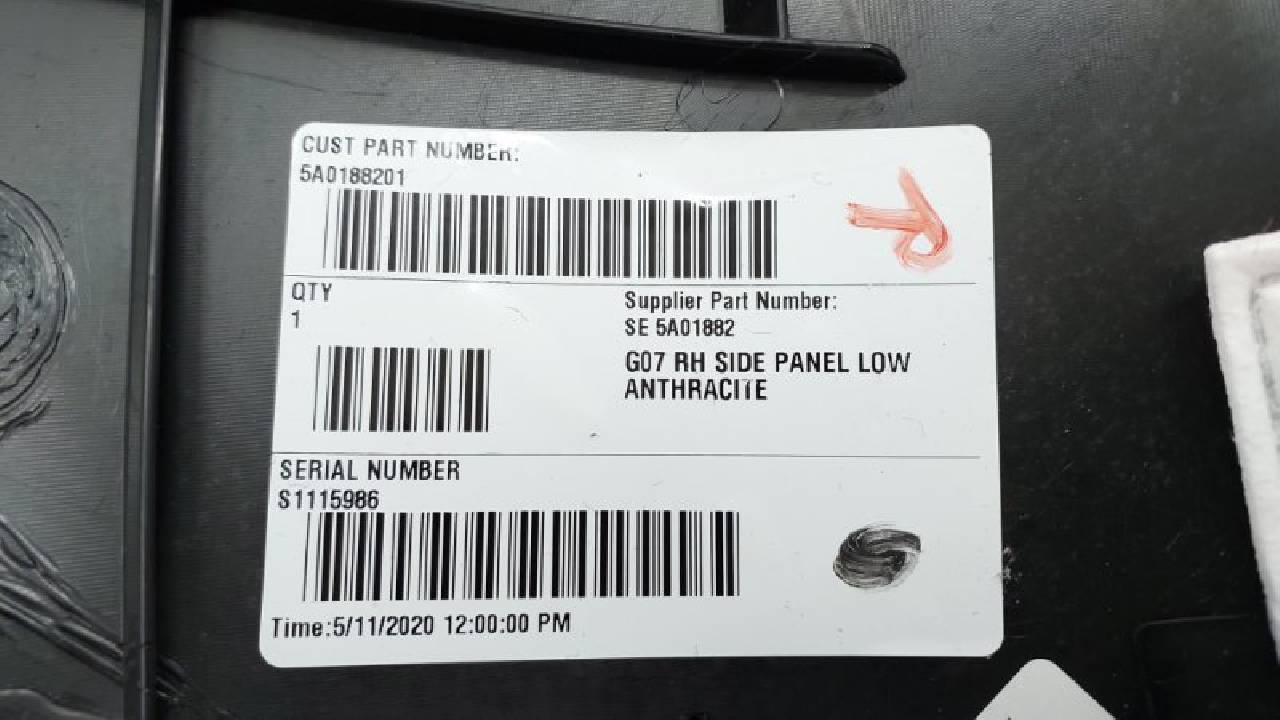 CUST PART NUMBER:
5A0188201
QTY
1
Supplier Part Number:
SE 5A01882
G07 RH SIDE PANEL LOW
ANTHRACITE
SERIAL NUMBER
S1115986
Time:5/11/2020 12:00:00 PM